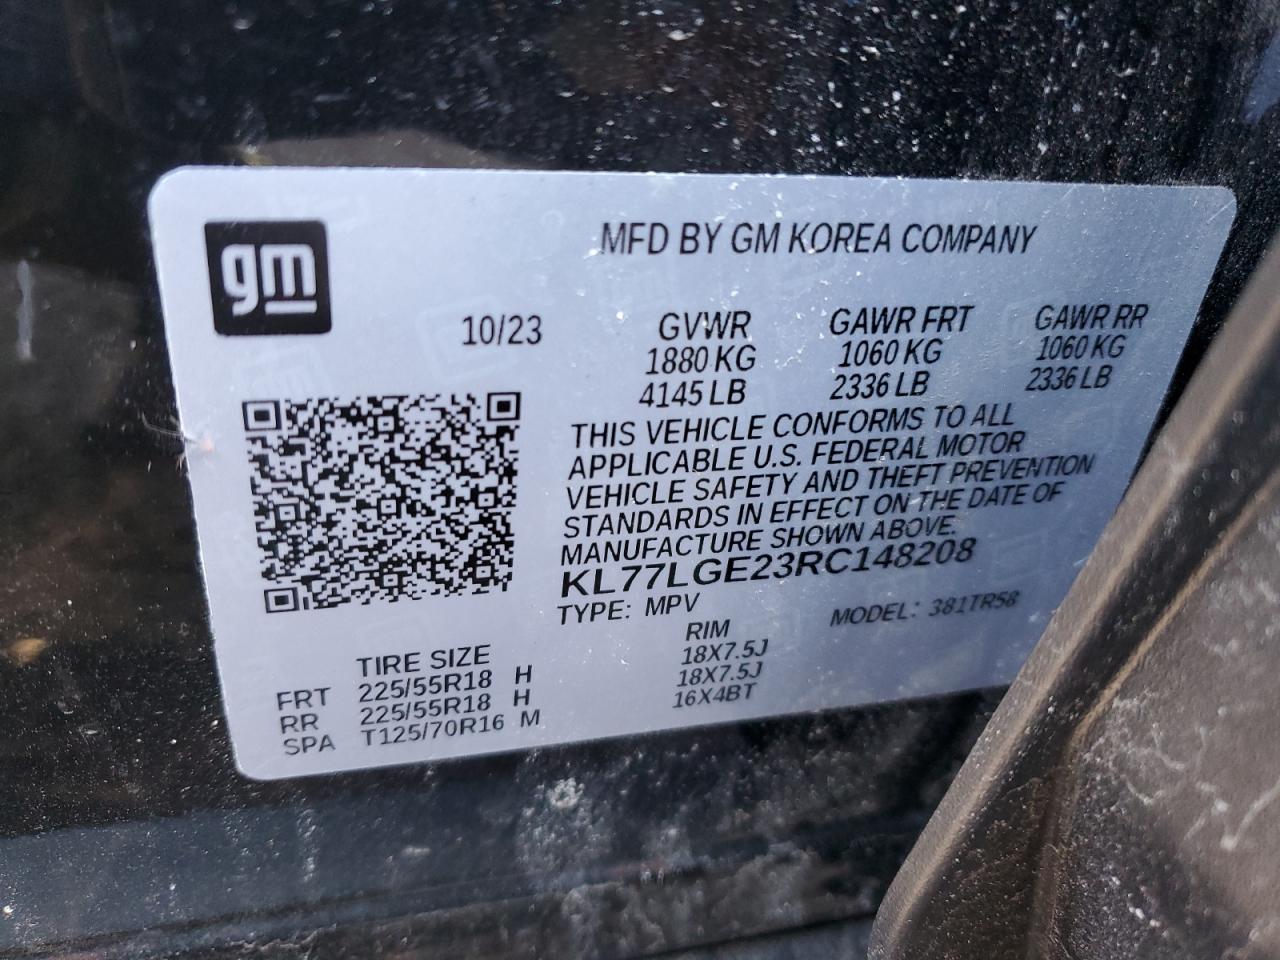 gm
MFD BY GM KOREA COMPANY
10/23 GVWR GAWR FRT GAWR RR
1880 KG 1060 KG 1060 KG
4145 LB 2336 LB 2336 LB
THIS VEHICLE CONFORMS TO ALL
APPLICABLE U.S. FEDERAL MOTOR
VEHICLE SAFETY AND THEFT PREVENTION
STANDARDS IN EFFECT ON THE DATE OF
MANUFACTURE SHOWN ABOVE.
KL77LGE23RC148208
TYPE: MPV MODEL: 381TR58
TIRE SIZE RIM
FRT 225/55R18 H 18X7.5J
RR 225/55R18 H 18X7.5J
SPA T125/70R16 M 16X4BT